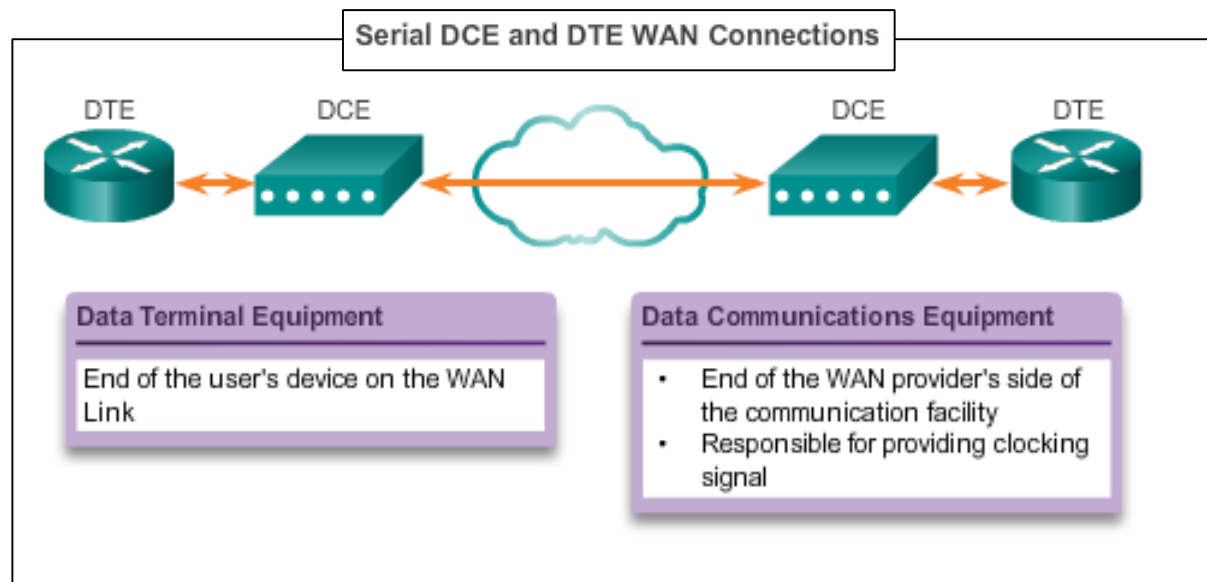 Serial DCE and DTE WAN Connections
DTE
DCE
DCE
DTE
Data Terminal Equipment
End of the user's device on the WAN
Link
Data Communications Equipment
• End of the WAN provider's side of
the communication facility
• Responsible for providing clocking
signal